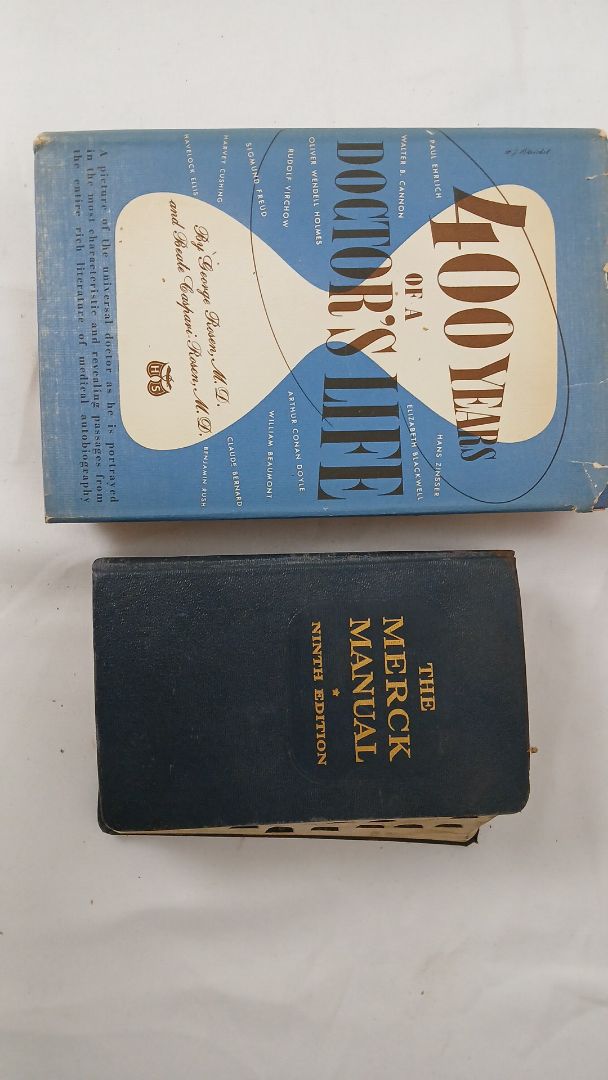 400 YEARS
OF A
DOCTOR'S LIFE
PAUL EHRLICH
WALTER B. CANNON
OLIVER WENDELL HOLMES
RUDOLF VIRCHOW
SIGMUND FREUD
HARVEY CUSHING
HAVELOCK ELLIS
HANS ZINSSER
ELIZABETH BLACKWELL
ARTHUR CONAN DOYLE
WILLIAM BEAUMONT
CLAUDE BERNARD
BENJAMIN RUSH
By George Rosen, M.D.
and Beate Caspari-Rosen, M.D.
HS
A picture of the universal doctor as he is portrayed
in the most characteristic and revealing passages from
the entire rich literature of medical autobiography
THE
MERCK
MANUAL
NINTH EDITION